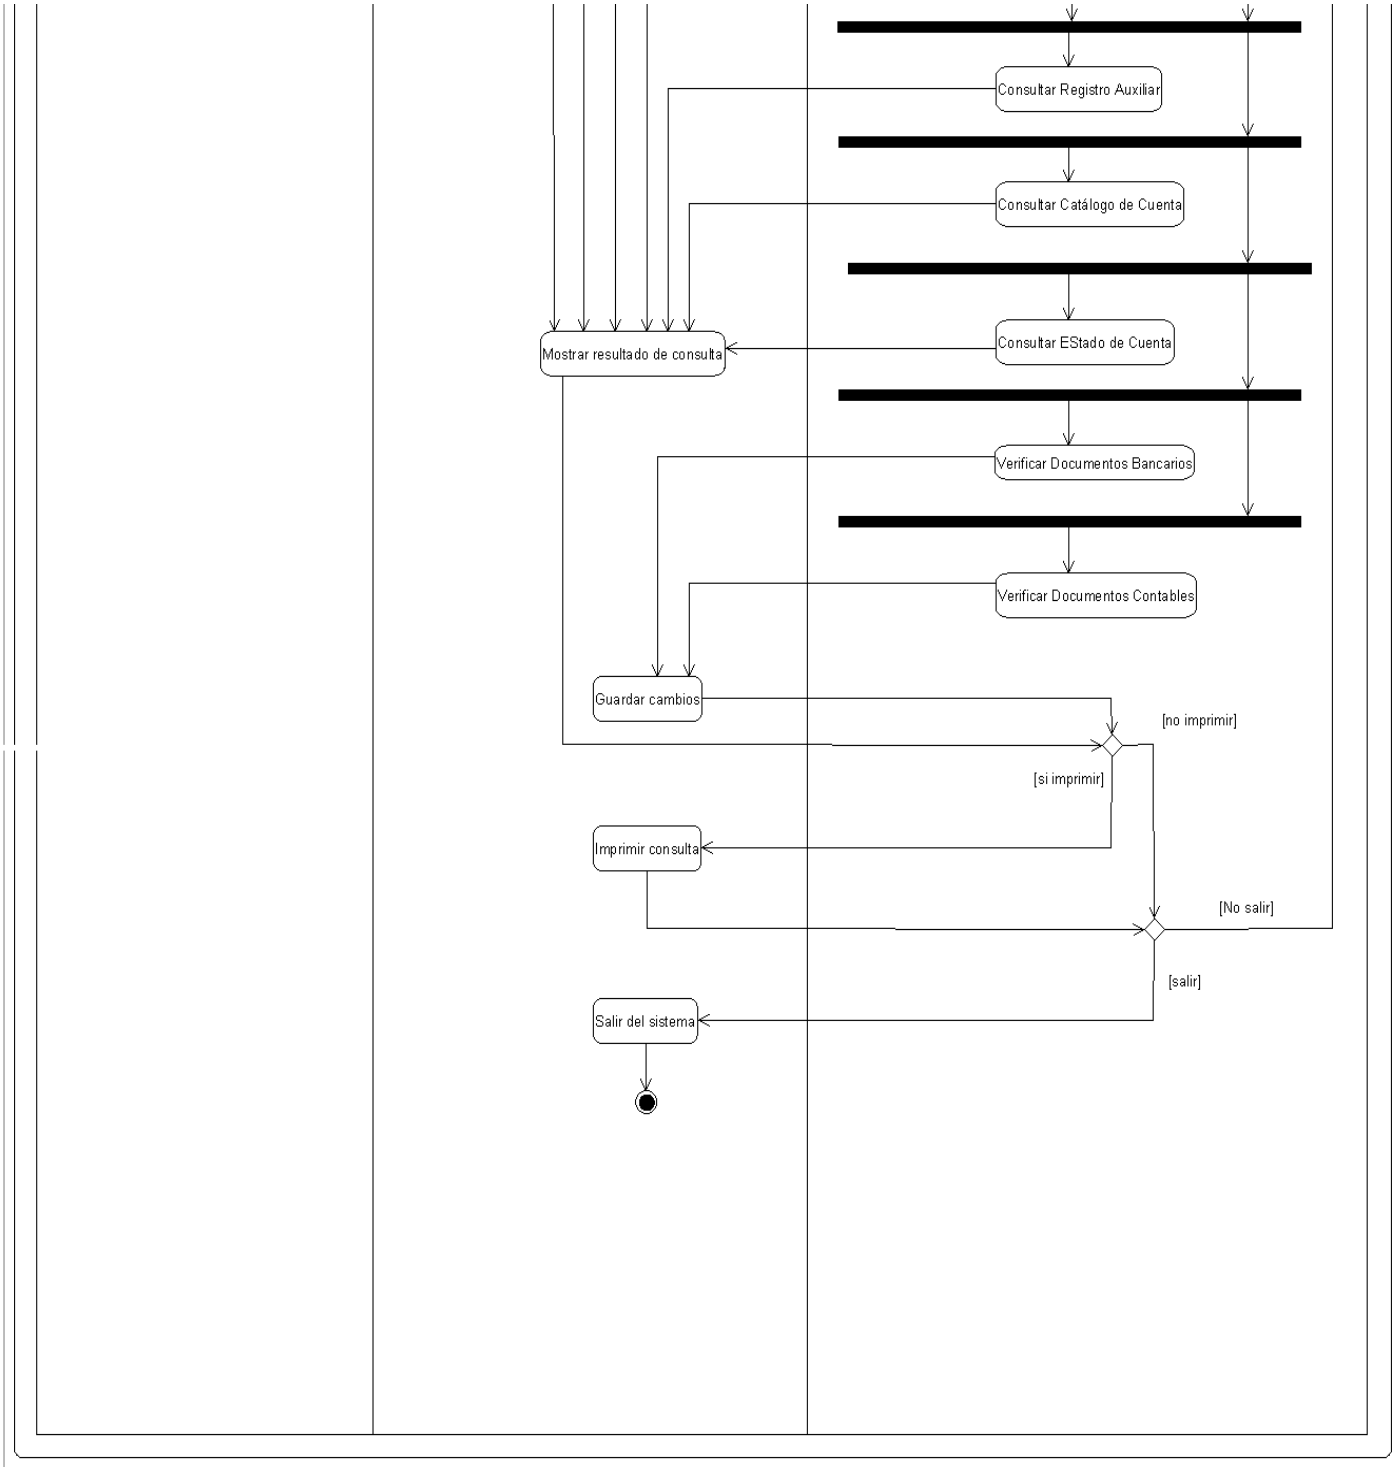 Consultar Registro Auxiliar
Consultar Catálogo de Cuenta
Consultar EStado de Cuenta
Mostrar resultado de consulta
Verificar Documentos Bancarios
Verificar Documentos Contables
Guardar cambios
[no imprimir]
[si imprimir]
Imprimir consulta
[No salir]
[salir]
Salir del sistema